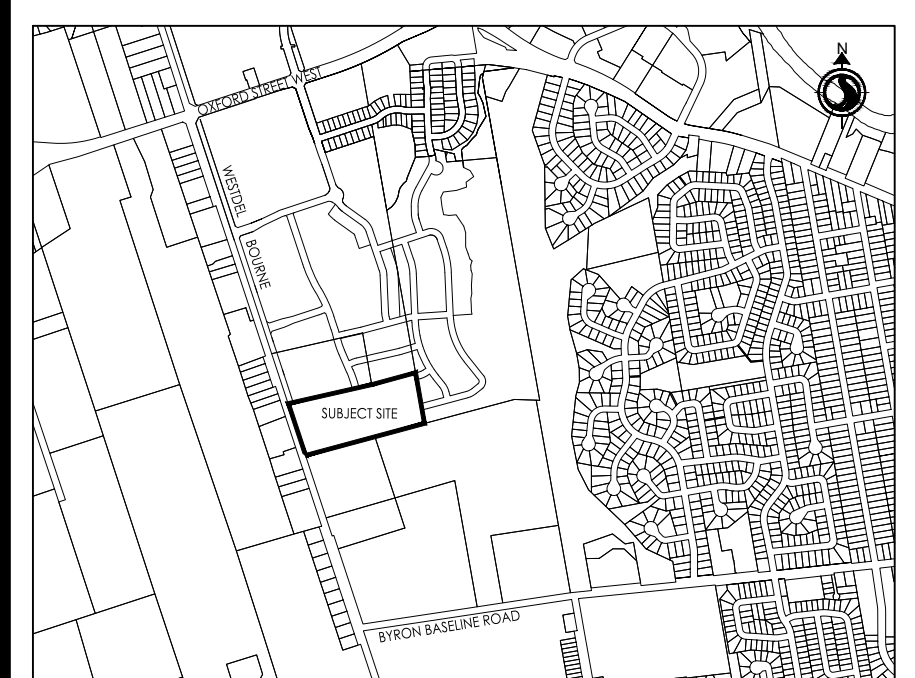 N
OXFORD STREET WEST
WESTDEL
BOURNE
SUBJECT SITE
BYRON BASELINE ROAD